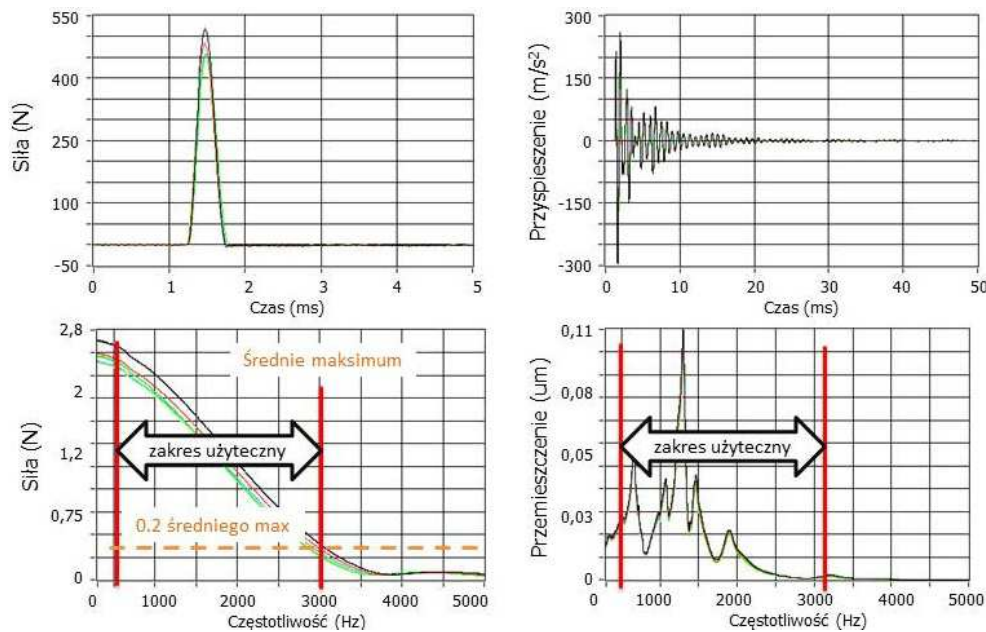 550
400
250
100
-50
Siła (N)
0 1 2 3 4 5
Czas (ms)
300
150
0
-150
-300
Przyspieszenie (m/s²)
0 10 20 30 40 50
Czas (ms)
2,8
2
1,2
0,75
0
Siła (N)
Średnie maksimum
zakres użyteczny
0.2 średniego max
0 1000 2000 3000 4000 5000
Częstotliwość (Hz)
0,11
0,08
0,05
0,03
0
Przemieszczenie (um)
zakres użyteczny
0 1000 2000 3000 4000 5000
Częstotliwość (Hz)